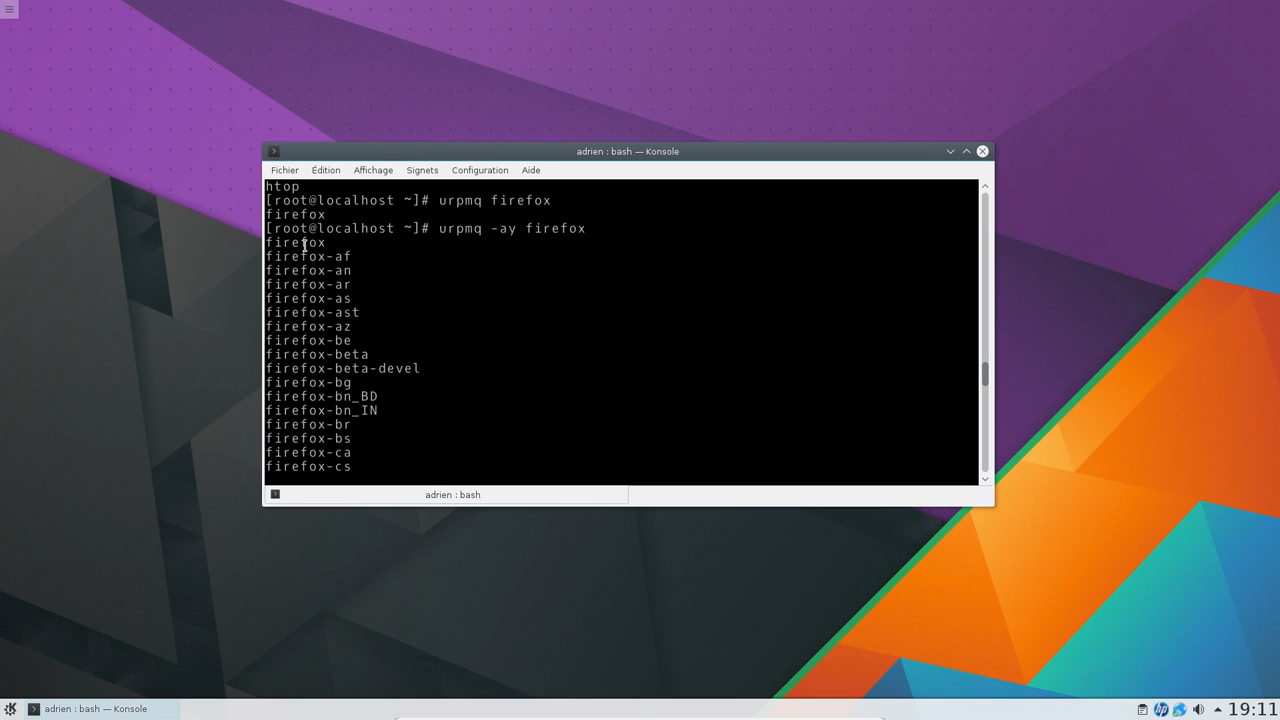 adrien : bash — Konsole
Fichier Édition Affichage Signets Configuration Aide
htop
[root@localhost ~]# urpmq firefox
firefox
[root@localhost ~]# urpmq -ay firefox
firefox
firefox-af
firefox-an
firefox-ar
firefox-as
firefox-ast
firefox-az
firefox-be
firefox-beta
firefox-beta-devel
firefox-bg
firefox-bn_BD
firefox-bn_IN
firefox-br
firefox-bs
firefox-ca
firefox-cs
adrien : bash
adrien : bash — Konsole
hp
19:11